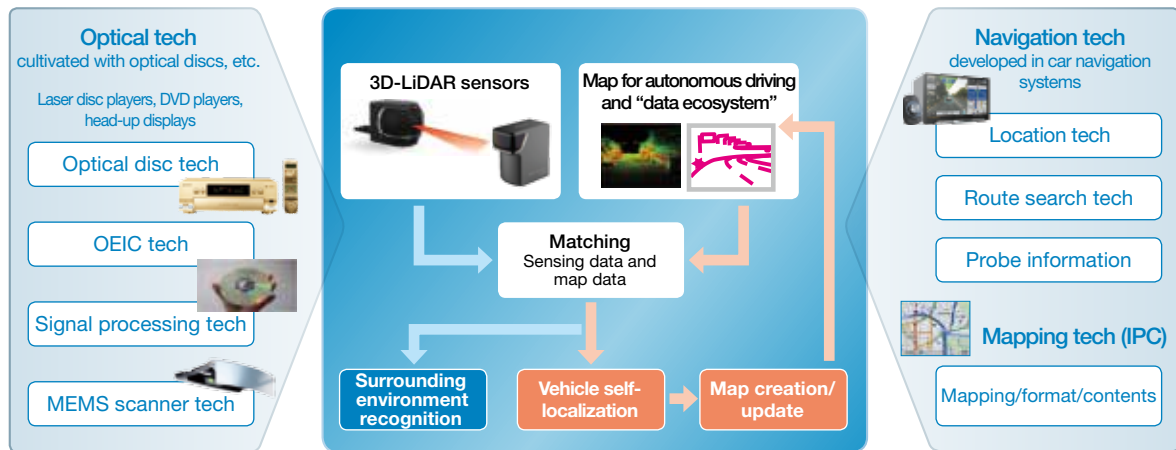 Optical tech
cultivated with optical discs, etc.
Laser disc players, DVD players,
head-up displays
Optical disc tech
OEIC tech
Signal processing tech
MEMS scanner tech
3D-LiDAR sensors
Map for autonomous driving
and “data ecosystem”
Matching
Sensing data and
map data
Surrounding
environment
recognition
Vehicle self-
localization
Map creation/
update
Navigation tech
developed in car navigation
systems
Location tech
Route search tech
Probe information
Mapping tech (IPC)
Mapping/format/contents